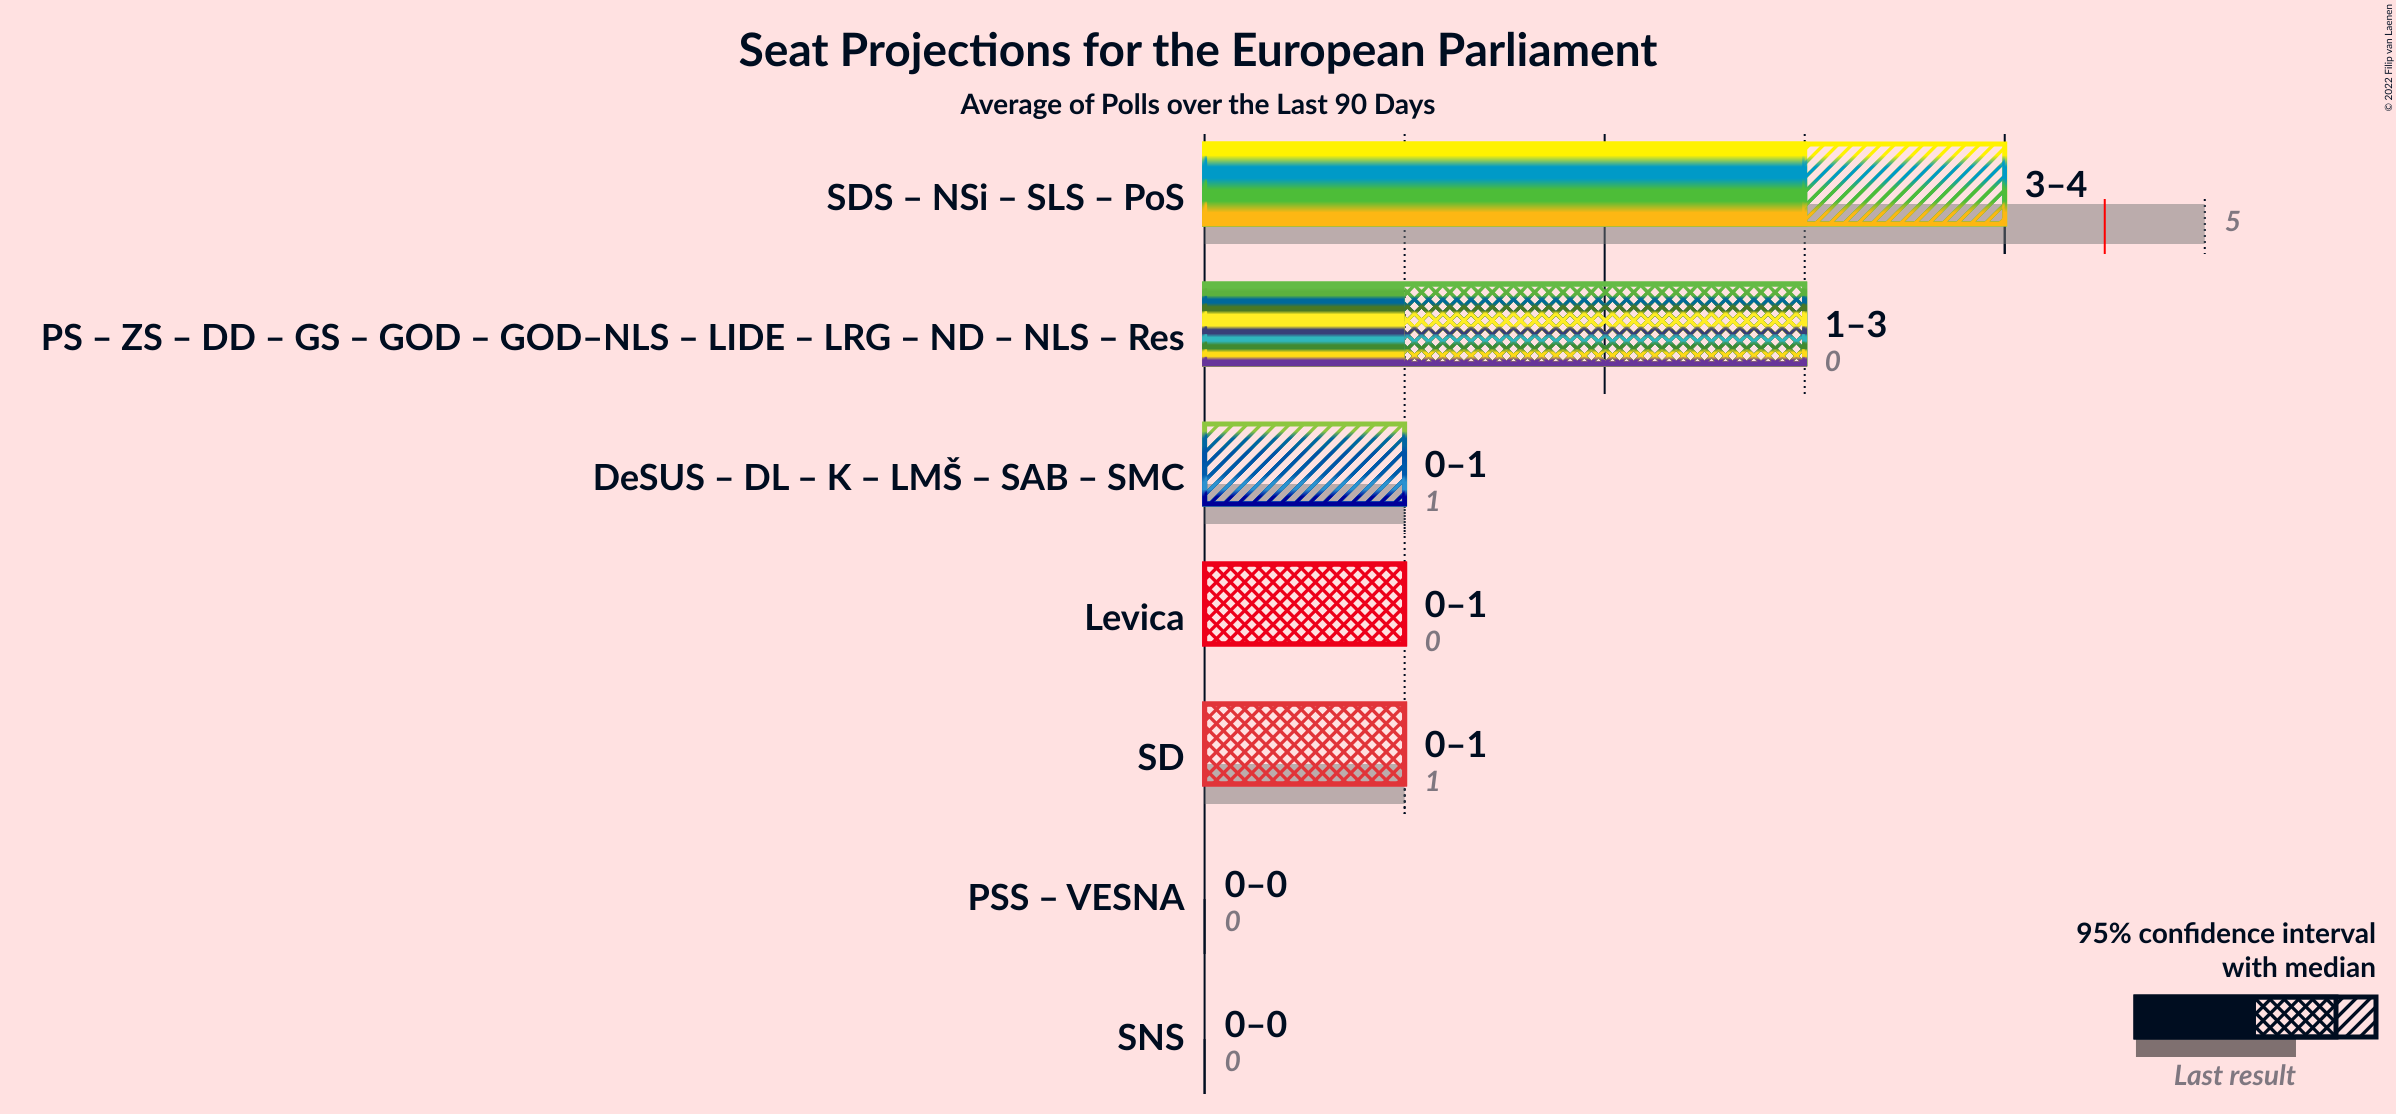 Seat Projections for the European Parliament
Average of Polls over the Last 90 Days
© 2022 Filip van Laenen
SDS – NSi – SLS – PoS
3–4
5
PS – ZS – DD – GS – GOD – GOD–NLS – LIDE – LRG – ND – NLS – Res
1–3
0
DeSUS – DL – K – LMŠ – SAB – SMC
0–1
1
Levica
0–1
0
SD
0–1
1
PSS – VESNA
0–0
0
SNS
0–0
0
95% confidence interval
with median
Last result